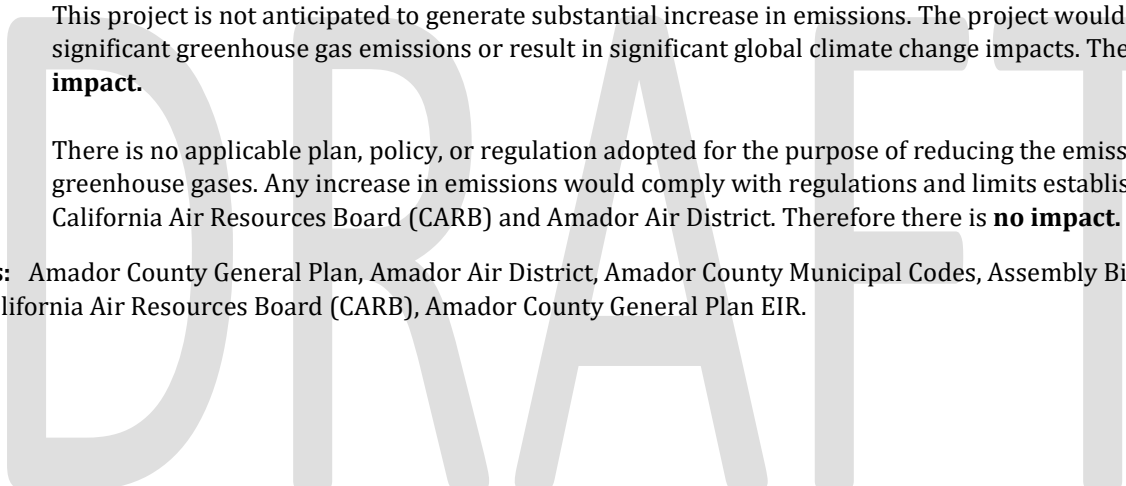 This project is not anticipated to generate substantial increase in emissions. The project would
significant greenhouse gas emissions or result in significant global climate change impacts. The
impact.
There is no applicable plan, policy, or regulation adopted for the purpose of reducing the emiss
greenhouse gases. Any increase in emissions would comply with regulations and limits establis
California Air Resources Board (CARB) and Amador Air District. Therefore there is no impact.
s: Amador County General Plan, Amador Air District, Amador County Municipal Codes, Assembly Bi
lifornia Air Resources Board (CARB), Amador County General Plan EIR.
DRAFT